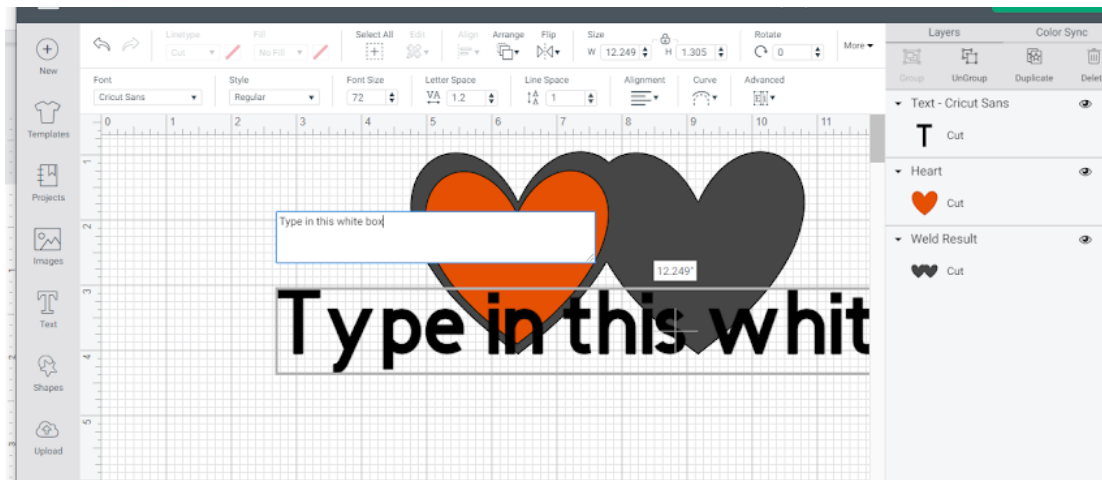 Linetype Fill Select All Edit Align Arrange Flip Size Rotate
Cut No Fill W 12.249 H 1.305 0 More
Font Style Font Size Letter Space Line Space Alignment Curve Advanced
Cricut Sans Regular 72 VA 1.2 1
New
Templates
Projects
Images
Text
Shapes
Upload
0 1 2 3 4 5 6 7 8 9 10 11
1
2
3
4
5
Type in this white box
12.249"
Type in this whit
Layers Color Sync
Group UnGroup Duplicate Delet
Text - Cricut Sans
T Cut
Heart
Cut
Weld Result
Cut